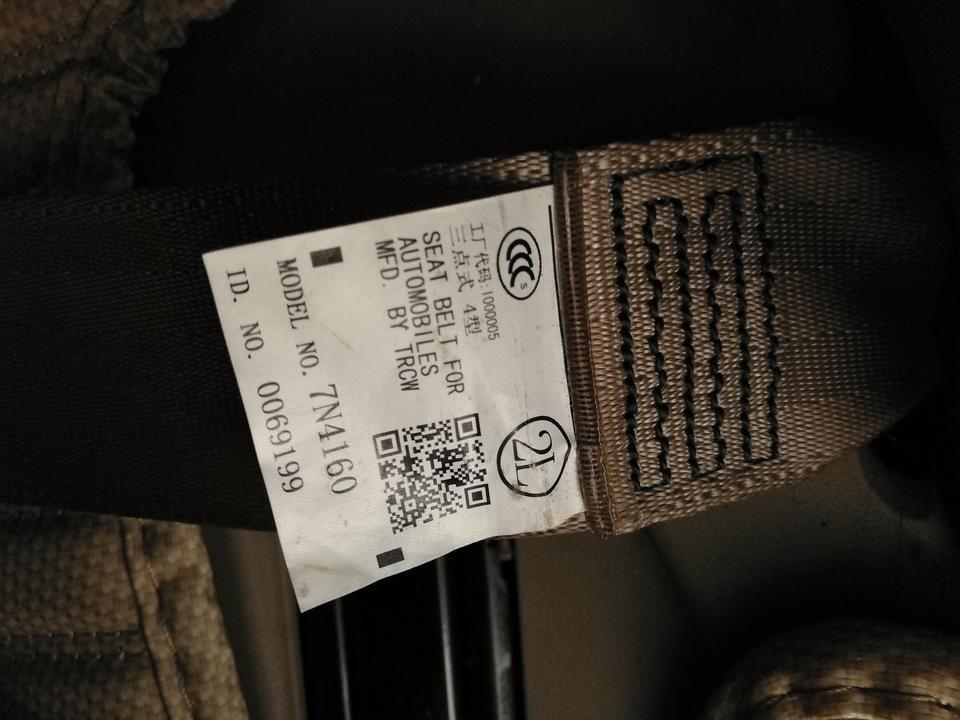 CCC S
工厂代码:1000005
三点式 4型
SEAT BELT FOR
AUTOMOBILES
MFD. BY TRCW
2L
MODEL NO. 7N4160
ID. NO. 0069199